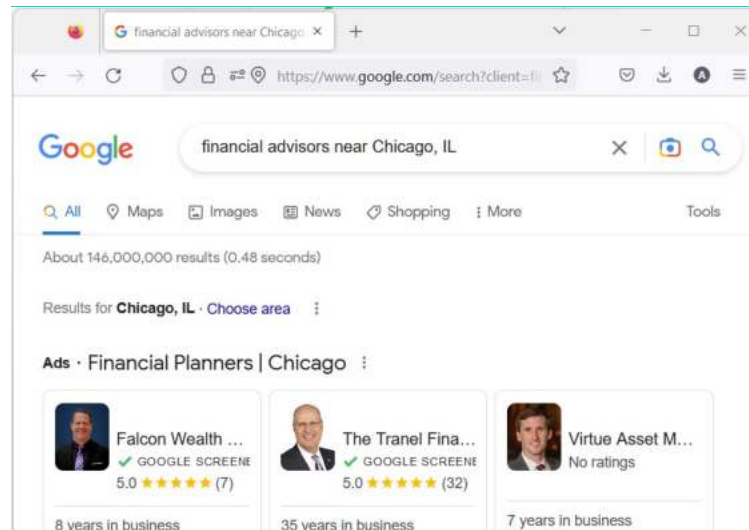 financial advisors near Chicago
https://www.google.com/search?client=fi
A
Google
financial advisors near Chicago, IL
All Maps Images News Shopping More Tools
About 146,000,000 results (0.48 seconds)
Results for Chicago, IL · Choose area
Ads · Financial Planners | Chicago
Falcon Wealth ...
GOOGLE SCREENE
5.0 (7)
8 years in business
The Tranel Fina...
GOOGLE SCREENE
5.0 (32)
35 years in business
Virtue Asset M...
No ratings
7 years in business